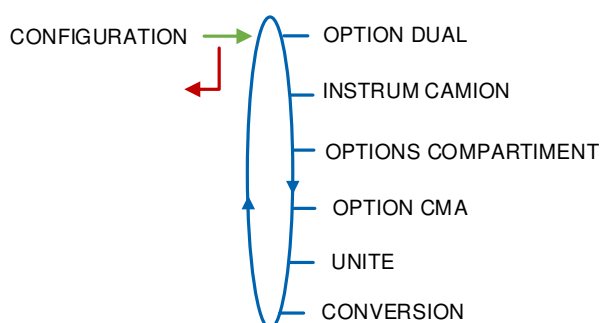 CONFIGURATION
OPTION DUAL
INSTRUM CAMION
OPTIONS COMPARTIMENT
OPTION CMA
UNITE
CONVERSION